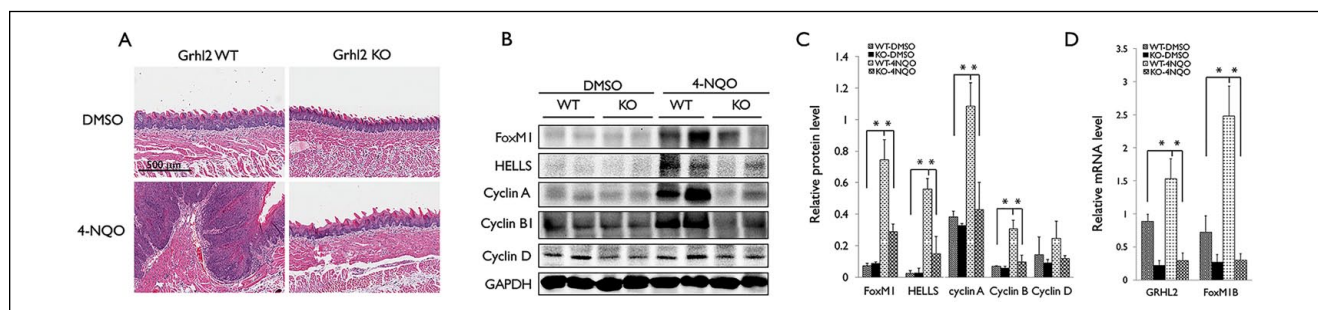 A
Grhl2 WT
Grhl2 KO
DMSO
500 µm
4-NQO
B
DMSO
4-NQO
WT
KO
WT
KO
FoxM1
HELLS
Cyclin A
Cyclin B1
Cyclin D
GAPDH
C
WT-DMSO
KO-DMSO
WT-4NQO
KO-4NQO
Relative protein level
1.4
1.2
1
0.8
0.6
0.4
0.2
0
* *
* *
* *
* *
FoxM1
HELLS
cyclin A
Cyclin B
Cyclin D
D
WT-DMSO
KO-DMSO
WT-4NQO
KO-4NQO
Relative mRNA level
3.5
3
2.5
2
1.5
1
0.5
0
* *
* *
GRHL2
FoxM1B